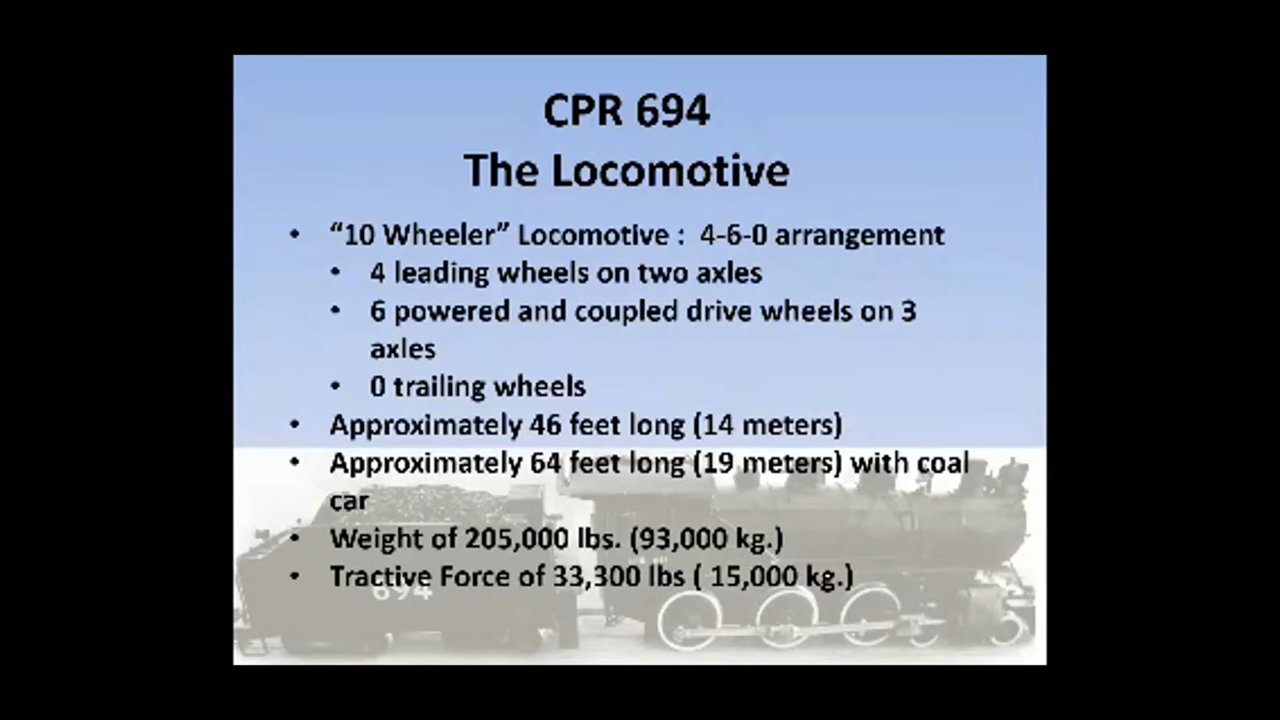 CPR 694
The Locomotive
• “10 Wheeler” Locomotive : 4-6-0 arrangement
• 4 leading wheels on two axles
• 6 powered and coupled drive wheels on 3
axles
• 0 trailing wheels
• Approximately 46 feet long (14 meters)
• Approximately 64 feet long (19 meters) with coal
car
• Weight of 205,000 lbs. (93,000 kg.)
• Tractive Force of 33,300 lbs ( 15,000 kg.)
694